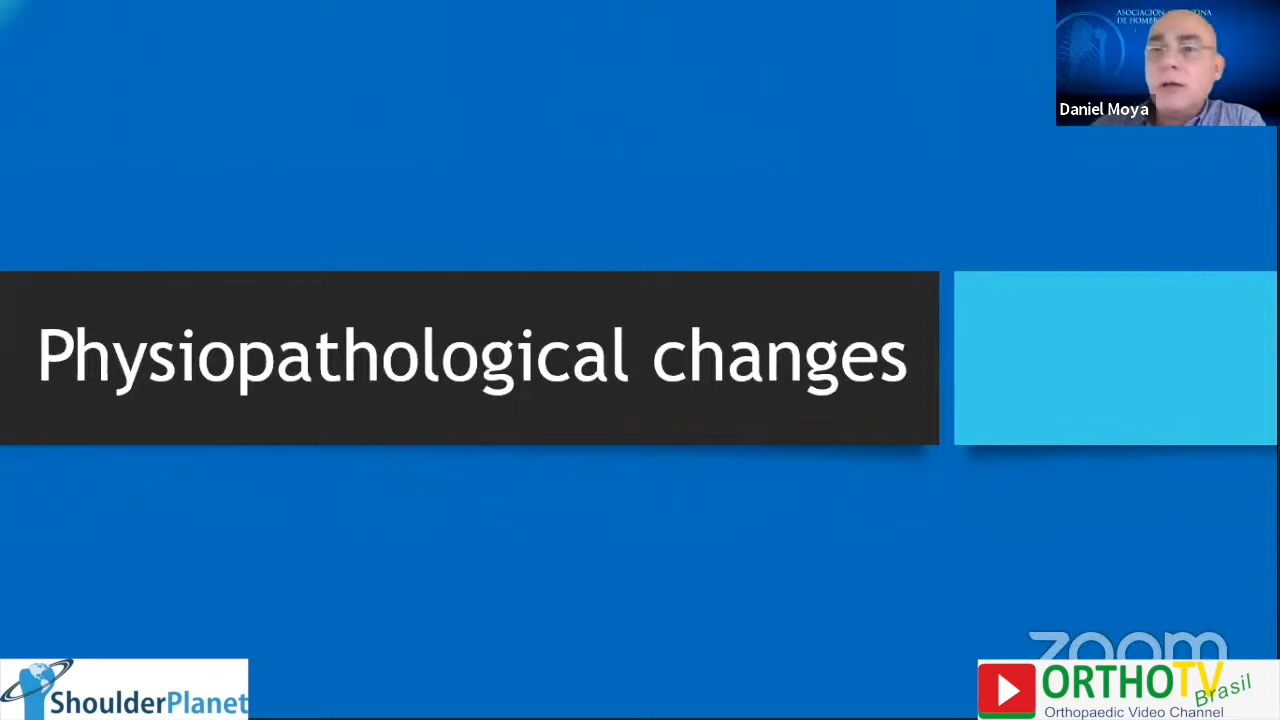 Daniel Moya
Physiopathological changes
zoom
ShoulderPlanet
ORTHOTV
Brasil
Orthopaedic Video Channel